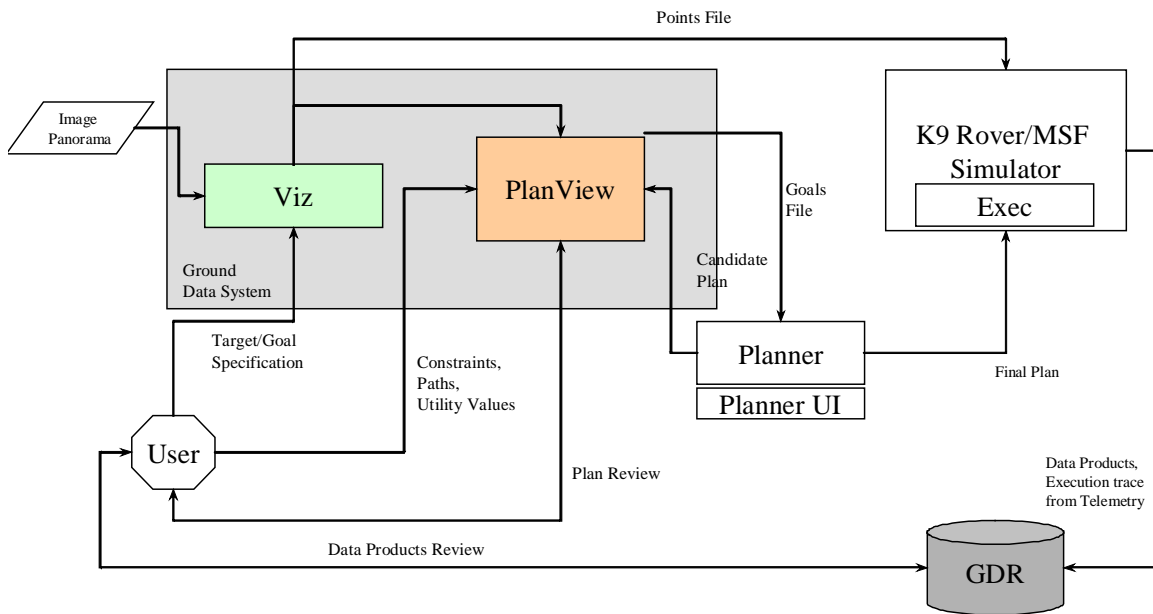 Points File
Image
Panorama
Viz
PlanView
Goals
File
K9 Rover/MSF
Simulator
Exec
Ground
Data System
Candidate
Plan
Target/Goal
Specification
Constraints,
Paths,
Utility Values
Planner
Planner UI
Final Plan
User
Plan Review
Data Products,
Execution trace
from Telemetry
Data Products Review
GDR